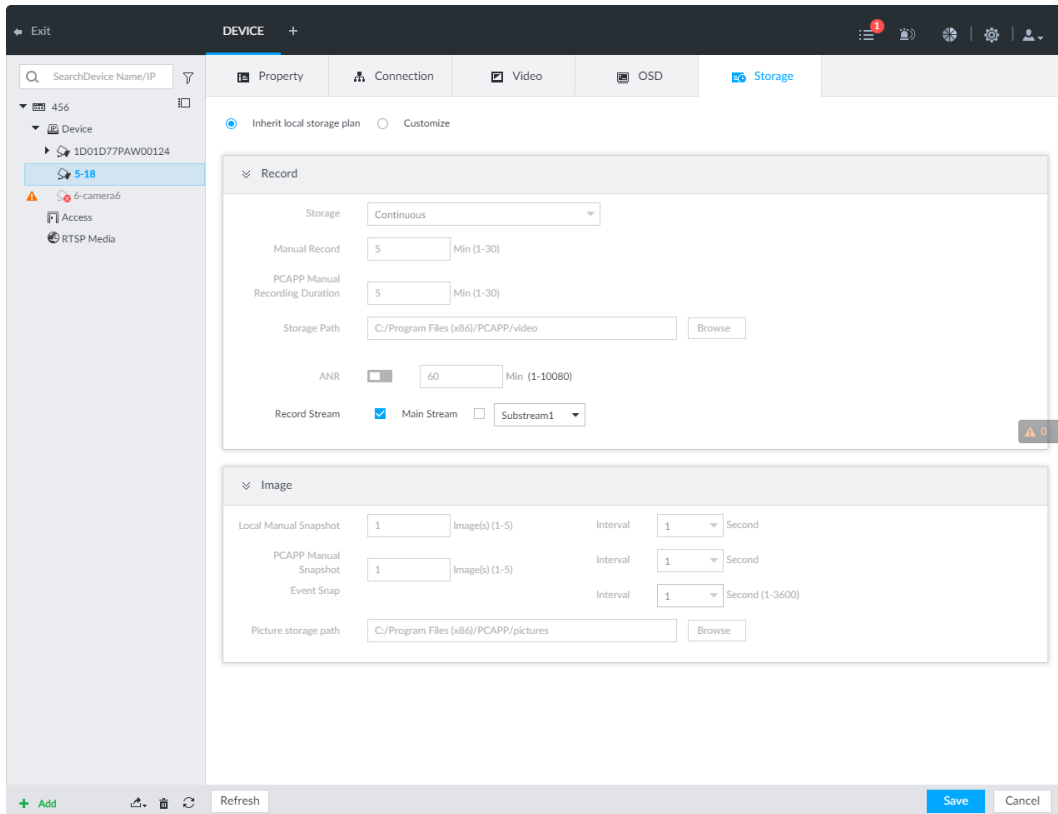 Exit
DEVICE +
1
SearchDevice Name/IP
456
Device
1D01D77PAW00124
5-18
6-camera6
Access
RTSP Media
+ Add
Property Connection Video OSD Storage
Inherit local storage plan Customize
Record
Storage Continuous
Manual Record 5 Min (1-30)
PCAPP Manual
Recording Duration 5 Min (1-30)
Storage Path C:/Program Files (x86)/PCAPP/video Browse
ANR 60 Min (1-10080)
Record Stream Main Stream Substream1
0
Image
Local Manual Snapshot 1 Image(s) (1-5) Interval 1 Second
PCAPP Manual
Snapshot 1 Image(s) (1-5) Interval 1 Second
Event Snap Interval 1 Second (1-3600)
Picture storage path C:/Program Files (x86)/PCAPP/pictures Browse
Refresh Save Cancel